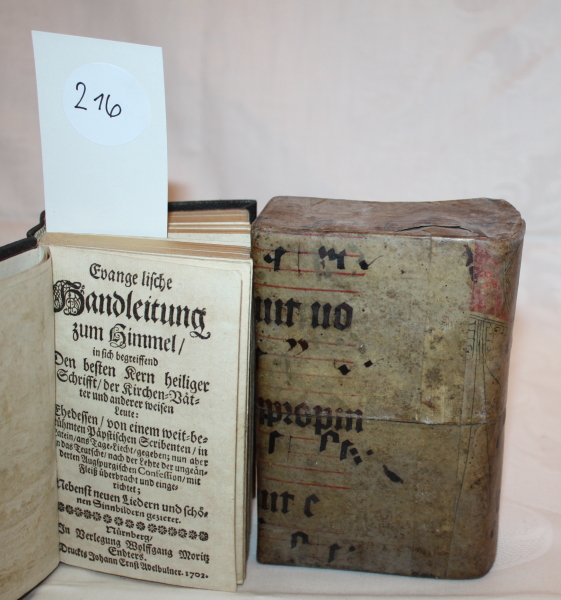 216
Evangelische
Handleitung
zum Himmel/
in sich begreiffend
Den besten Kern heiliger
Schrifft/ der Kirchen-Vät-
ter und anderer weisen
Leute:
Ehedessen/ von einem weit-be-
rühmten Päpstischen Scribenten/ in
Latein/ ans Tage-Liecht/ gegeben; nun aber
in das Teutsche/ nach der Lehre der ungeän-
derten Augspurgischen Confession/ mit
Fleiß überbracht und einge-
richtet;
Nebenst neuen Liedern und schö-
nen Sinnbildern gezieret.
Nürnberg/
In Verlegung Wolffgang Moritz
Endters.
Druckts Johann Ernst Adelbulner. 1702.
uit uo
appropin